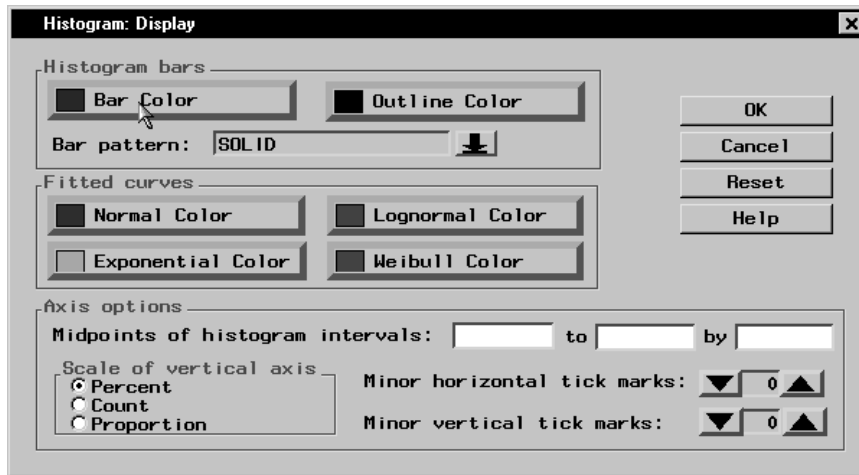 Histogram: Display
Histogram bars
Bar Color
Outline Color
Bar pattern: SOLID
OK
Cancel
Reset
Help
Fitted curves
Normal Color
Lognormal Color
Exponential Color
Weibull Color
Axis options
Midpoints of histogram intervals: to by
Scale of vertical axis
Percent
Count
Proportion
Minor horizontal tick marks: 0
Minor vertical tick marks: 0